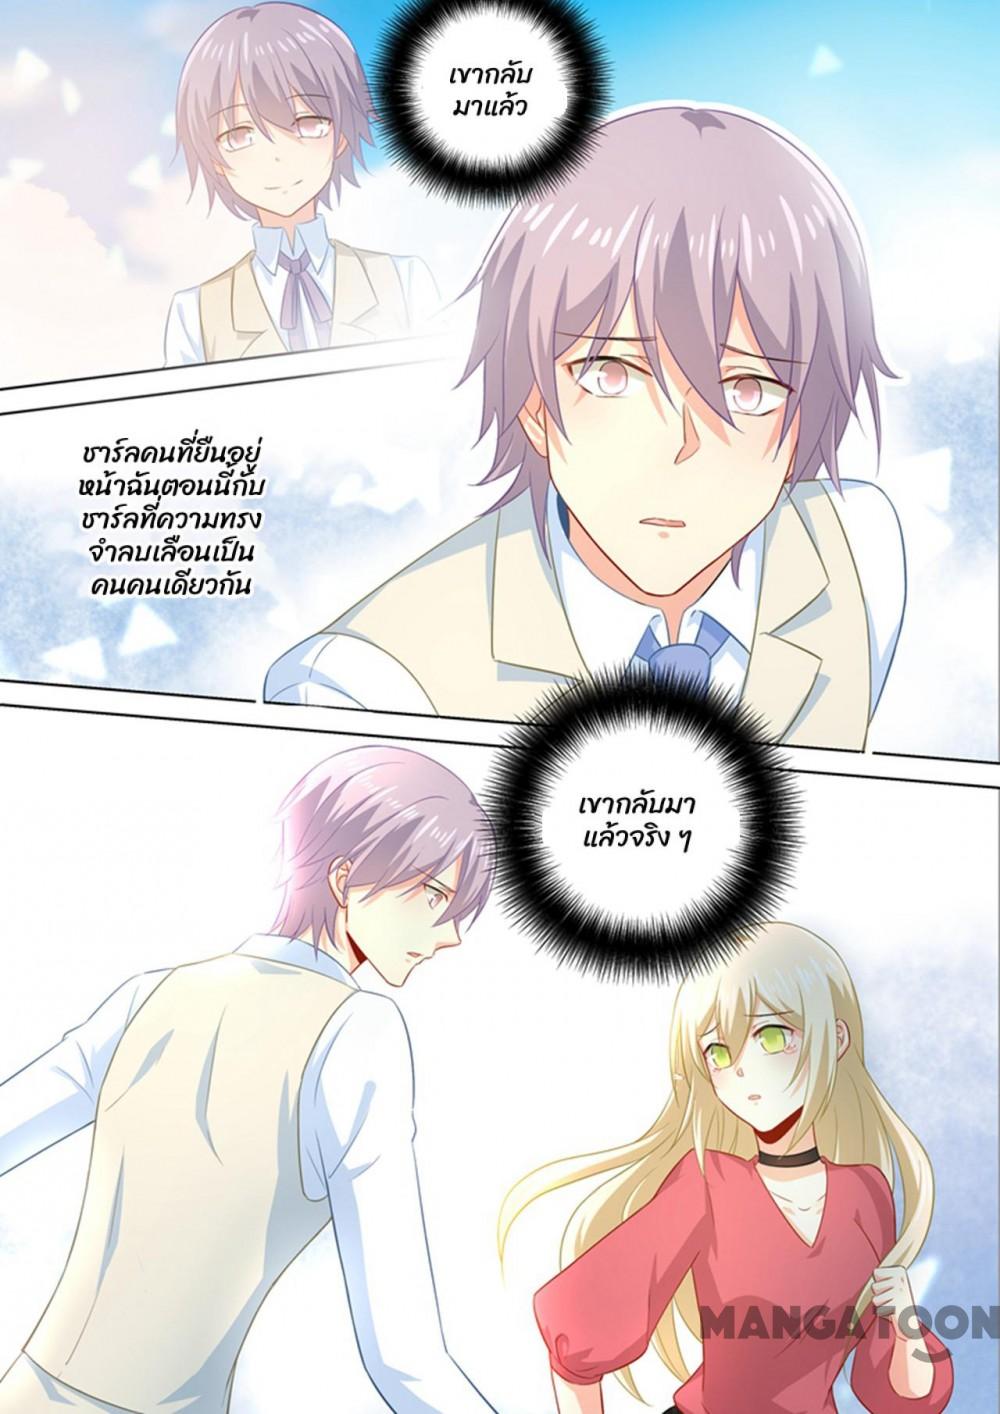 เขากลับ
มาแล้ว
ชาร์ลคนที่ยืนอยู่
หน้าฉันตอนนี้กับ
ชาร์ลที่ความทรง
จำลบเลือนเป็น
คนคนเดียวกัน
เขากลับมา
แล้วจริง ๆ
MANGATOON